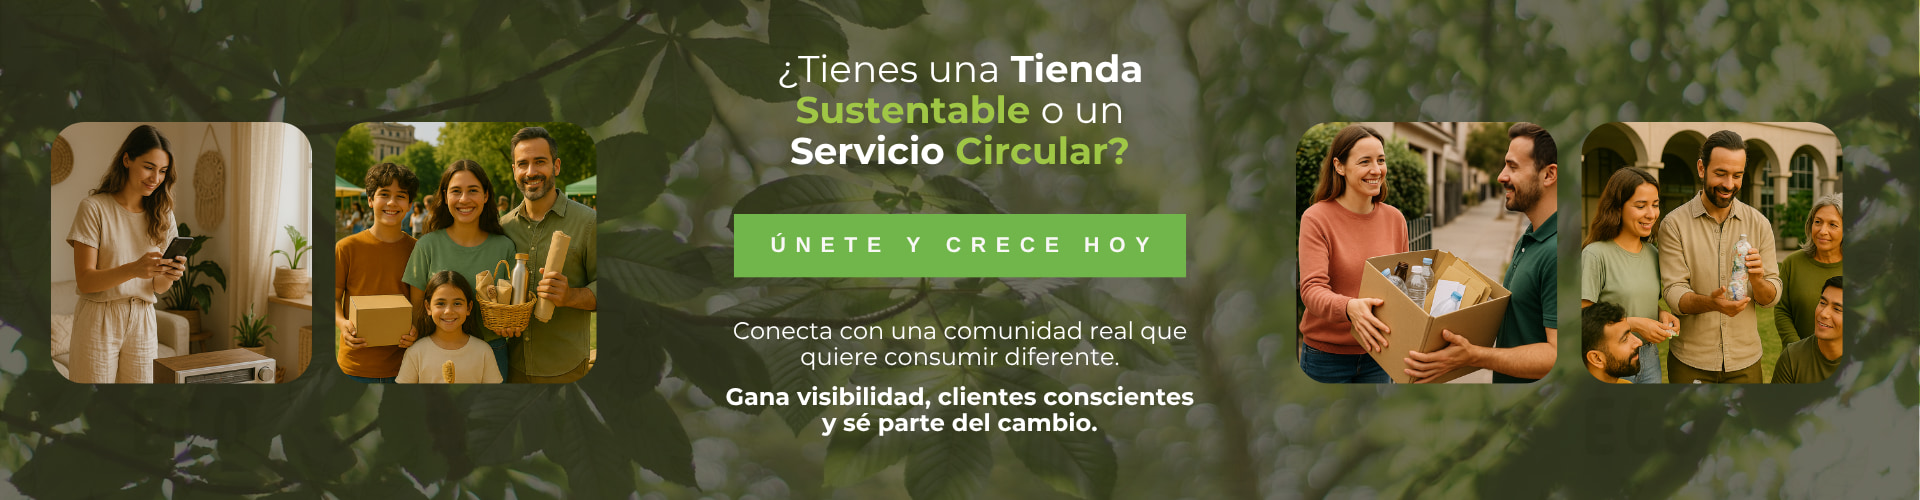 ¿Tienes una Tienda
Sustentable o un
Servicio Circular?
ÚNETE Y CRECE HOY
Conecta con una comunidad real que
quiere consumir diferente.
Gana visibilidad, clientes conscientes
y sé parte del cambio.